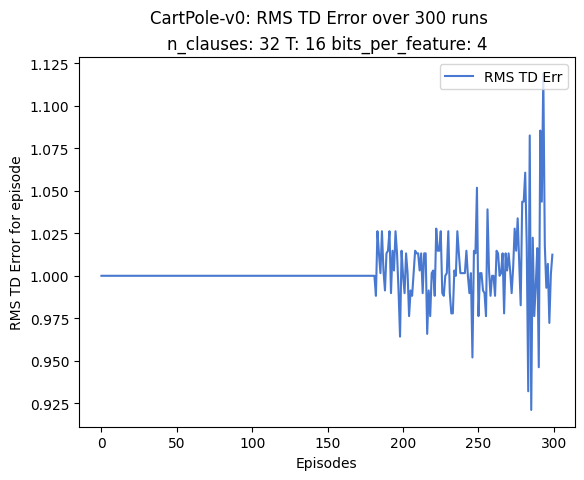 CartPole-v0: RMS TD Error over 300 runs
n_clauses: 32 T: 16 bits_per_feature: 4
RMS TD Err
RMS TD Error for episode
1.125
1.100
1.075
1.050
1.025
1.000
0.975
0.950
0.925
0 50 100 150 200 250 300
Episodes